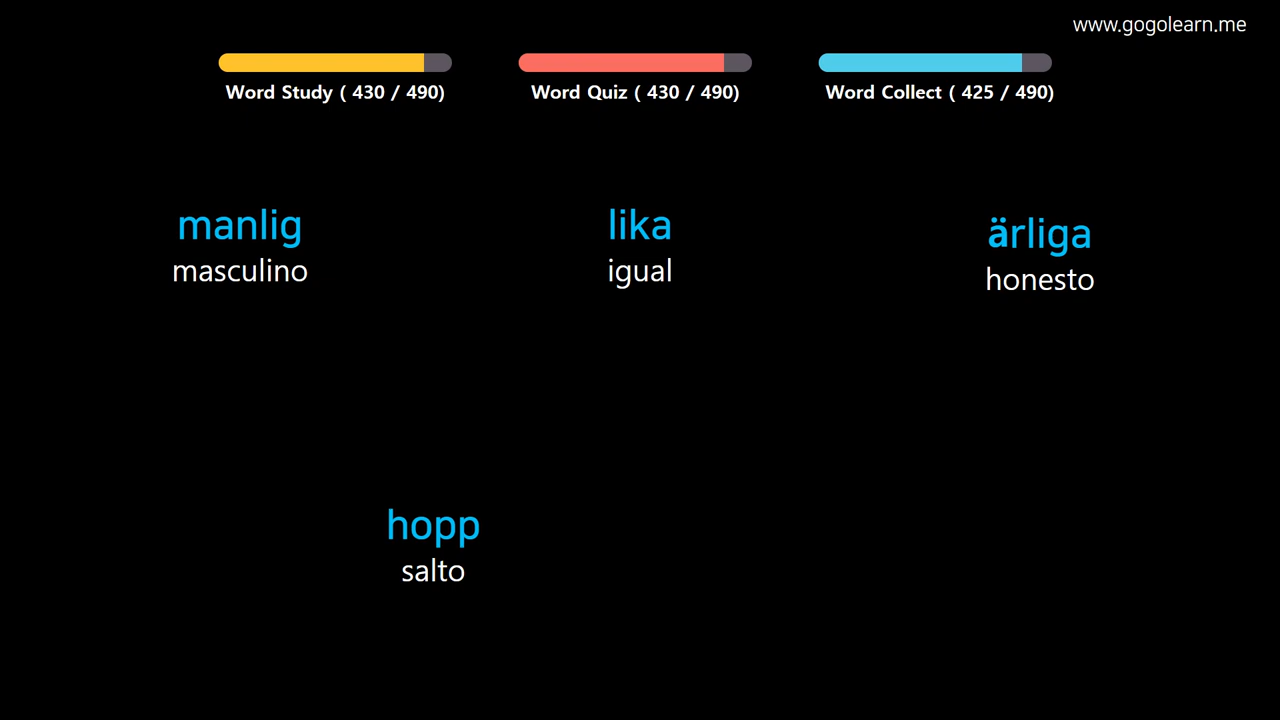 www.gogolearn.me
Word Study ( 430 / 490)
Word Quiz ( 430 / 490)
Word Collect ( 425 / 490)
manlig
masculino
lika
igual
ärliga
honesto
hopp
salto